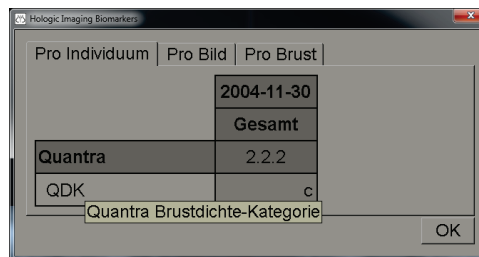 Hologic Imaging Biomarkers
Pro Individuum Pro Bild Pro Brust
2004-11-30
Gesamt
Quantra 2.2.2
QDK c
Quantra Brustdichte-Kategorie
OK